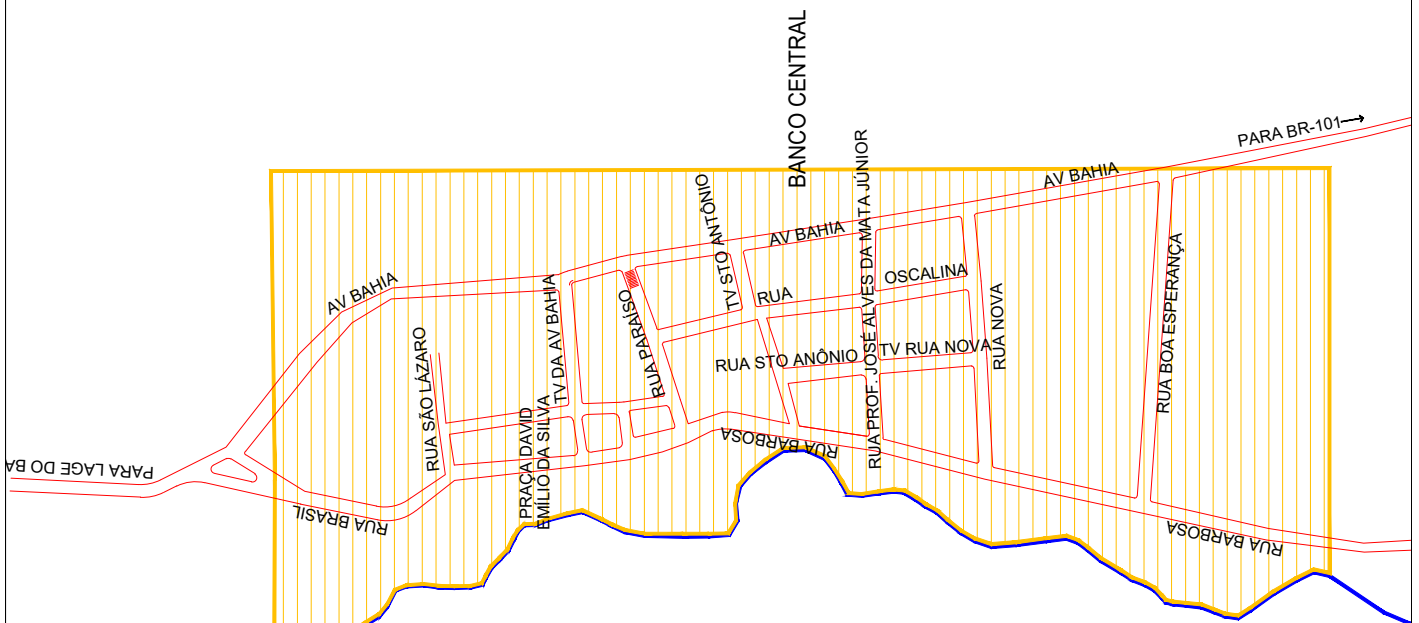 BANCO CENTRAL
PARA BR-101
AV BAHIA
AV BAHIA
AV BAHIA
TV STO ANTÔNIO
RUA PROF. JOSÉ ALVES DA MATA JÚNIOR
RUA
OSCALINA
RUA PARAÍSO
TV DA AV BAHIA
RUA SÃO LÁZARO
RUA STO ANÔNIO
TV RUA NOVA
RUA NOVA
RUA BOA ESPERANÇA
PRAÇA DAVID
EMÍLIO DA SILVA
RUA BARBOSA
PARA LAGE DO BA
RUA BRASIL
RUA BARBOSA